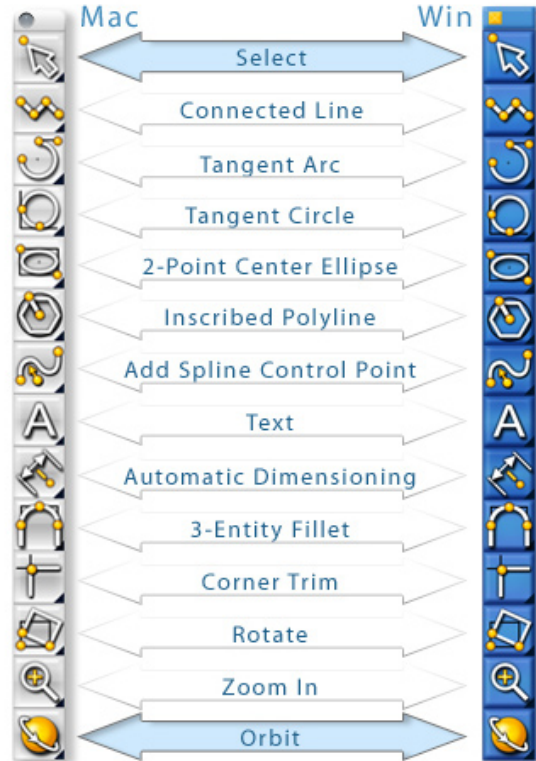 Mac Win
Select
Connected Line
Tangent Arc
Tangent Circle
2-Point Center Ellipse
Inscribed Polyline
Add Spline Control Point
Text
Automatic Dimensioning
3-Entity Fillet
Corner Trim
Rotate
Zoom In
Orbit